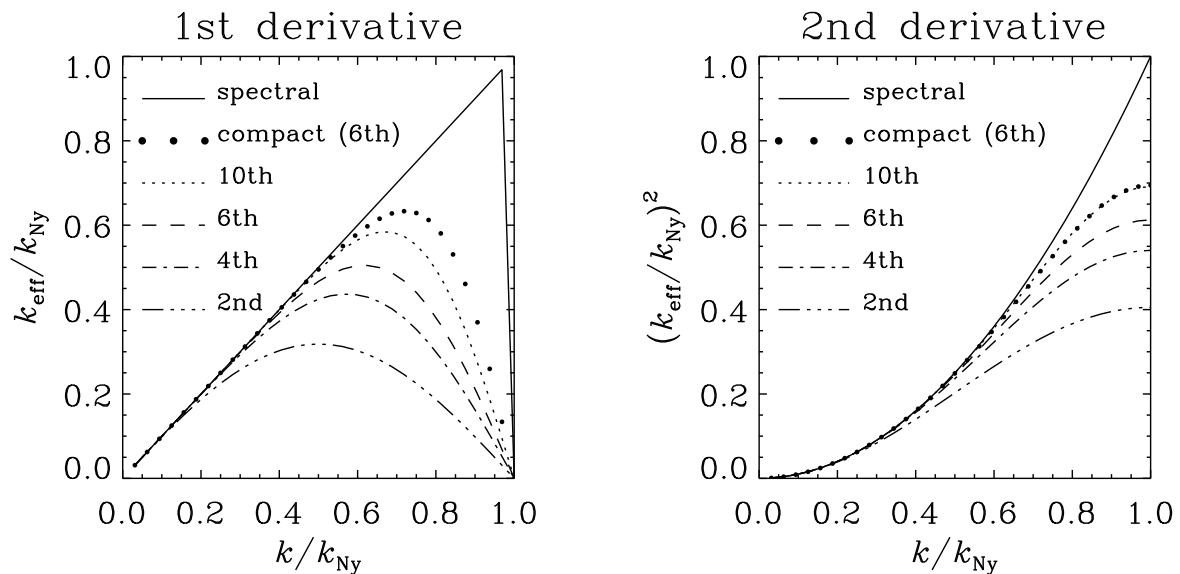 1st derivative
1.0
0.8
0.6
0.4
0.2
0.0
k_eff/k_Ny
spectral
compact (6th)
10th
6th
4th
2nd
0.0 0.2 0.4 0.6 0.8 1.0
k/k_Ny
2nd derivative
1.0
0.8
0.6
0.4
0.2
0.0
(k_eff/k_Ny)^2
spectral
compact (6th)
10th
6th
4th
2nd
0.0 0.2 0.4 0.6 0.8 1.0
k/k_Ny